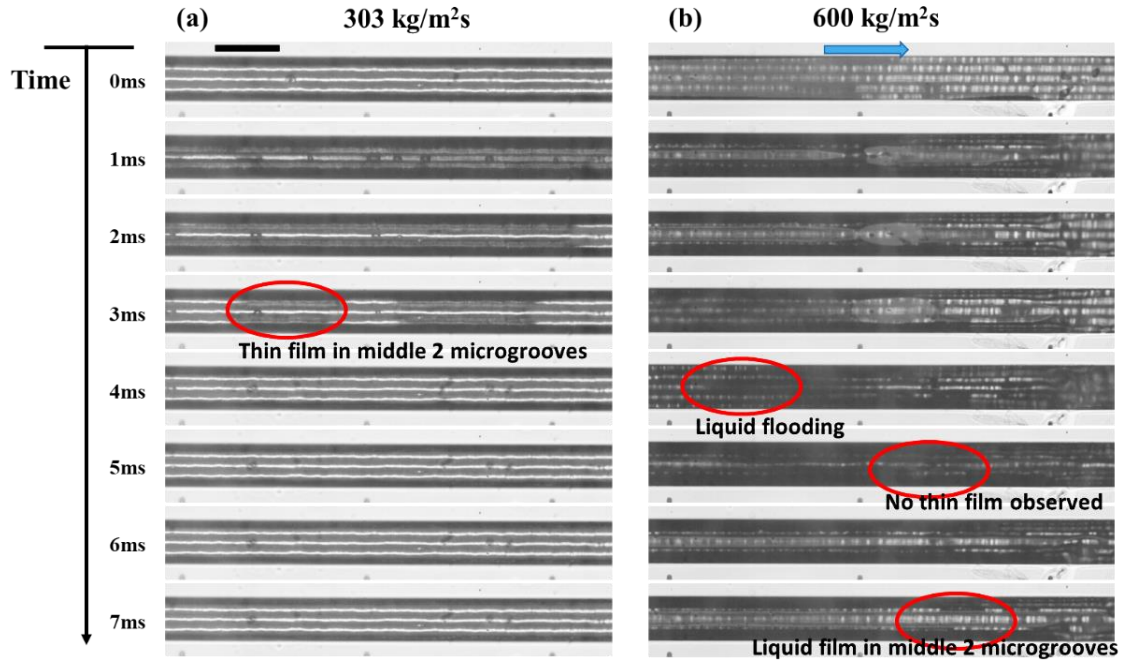 (a) 303 kg/m²s
(b) 600 kg/m²s
Time
0ms
1ms
2ms
3ms
Thin film in middle 2 microgrooves
4ms
Liquid flooding
5ms
No thin film observed
6ms
7ms
Liquid film in middle 2 microgrooves